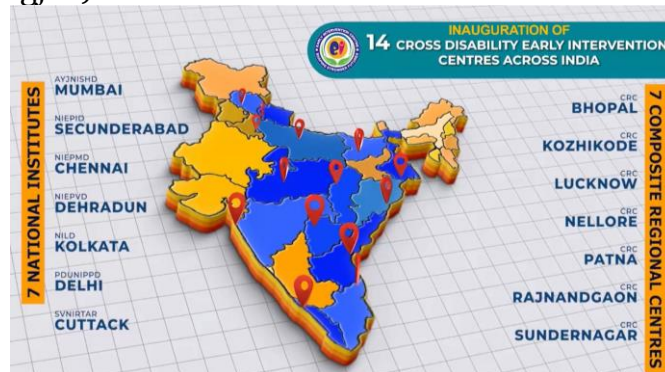 INAUGURATION OF
14 CROSS DISABILITY EARLY INTERVENTION
CENTRES ACROSS INDIA
7 NATIONAL INSTITUTES
AYJNISHD
MUMBAI
NIEPID
SECUNDERABAD
NIEPMD
CHENNAI
NIEPVD
DEHRADUN
NILD
KOLKATA
PDUNIPPD
DELHI
SVNIRTAR
CUTTACK
CRC
BHOPAL
CRC
KOZHIKODE
CRC
LUCKNOW
CRC
NELLORE
CRC
PATNA
CRC
RAJNANDGAON
CRC
SUNDERNAGAR
7 COMPOSITE REGIONAL CENTRES